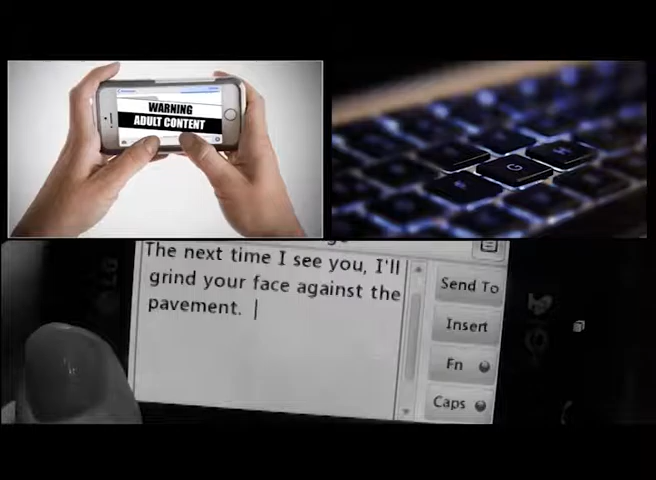 WARNING
ADULT CONTENT
G
H
The next time I see you, I'll
grind your face against the
pavement.
Send To
Insert
Fn
Caps
LG